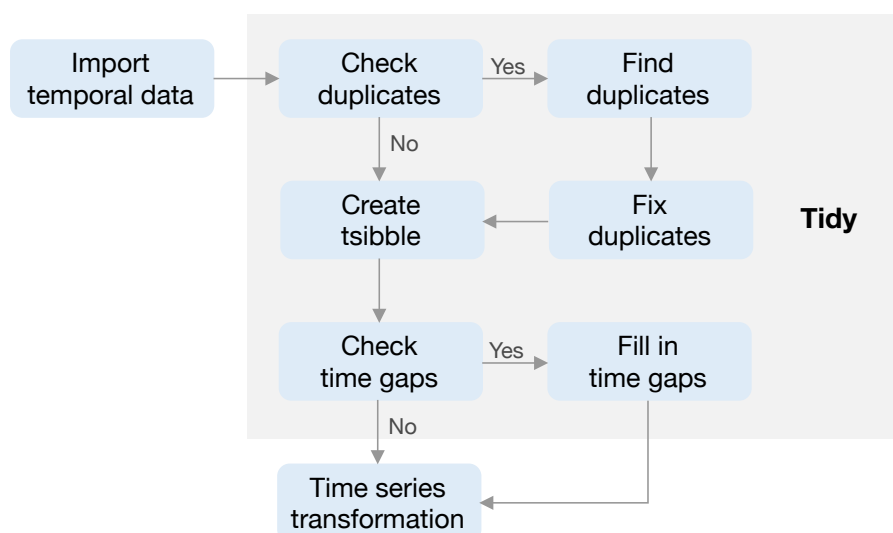 Import
temporal data
Check
duplicates
Yes
Find
duplicates
No
Create
tsibble
Fix
duplicates
Tidy
Check
time gaps
Yes
Fill in
time gaps
No
Time series
transformation